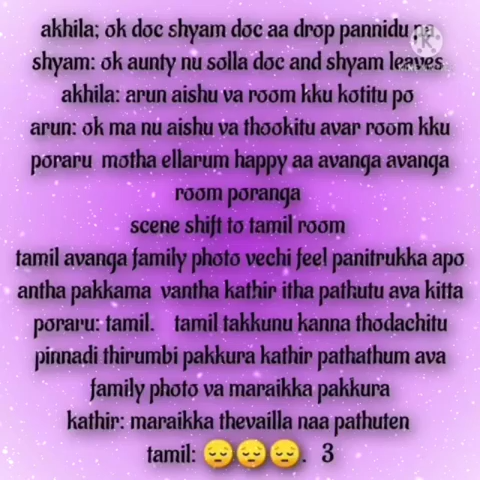 akhila; ok doc shyam doc aa drop pannidu pa
shyam: ok aunty nu solla doc and shyam leaves
akhila: arun aishu va room kku kotitu po
arun: ok ma nu aishu va thookitu avar room kku
poraru motha ellarum happy aa avanga avanga
room poranga
scene shift to tamil room
tamil avanga family photo vechi feel panitrukka apo
antha pakkama vantha kathir itha pathutu ava kitta
poraru: tamil. tamil takkunu kanna thodachitu
pinnadi thirumbi pakkura kathir pathathum ava
family photo va maraikka pakkura
kathir: maraikka thevailla naa pathuten
tamil: 😔😔😔. 3